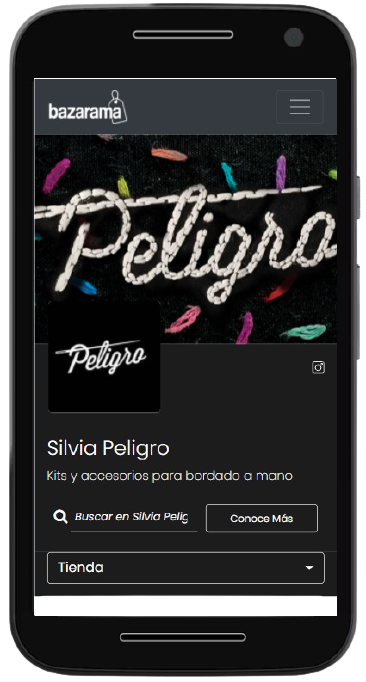 bazarama
Peligro
Peligro
Silvia Peligro
Kits y accesorios para bordado a mano
Buscar en Silvia Pelig
Conoce Más
Tienda